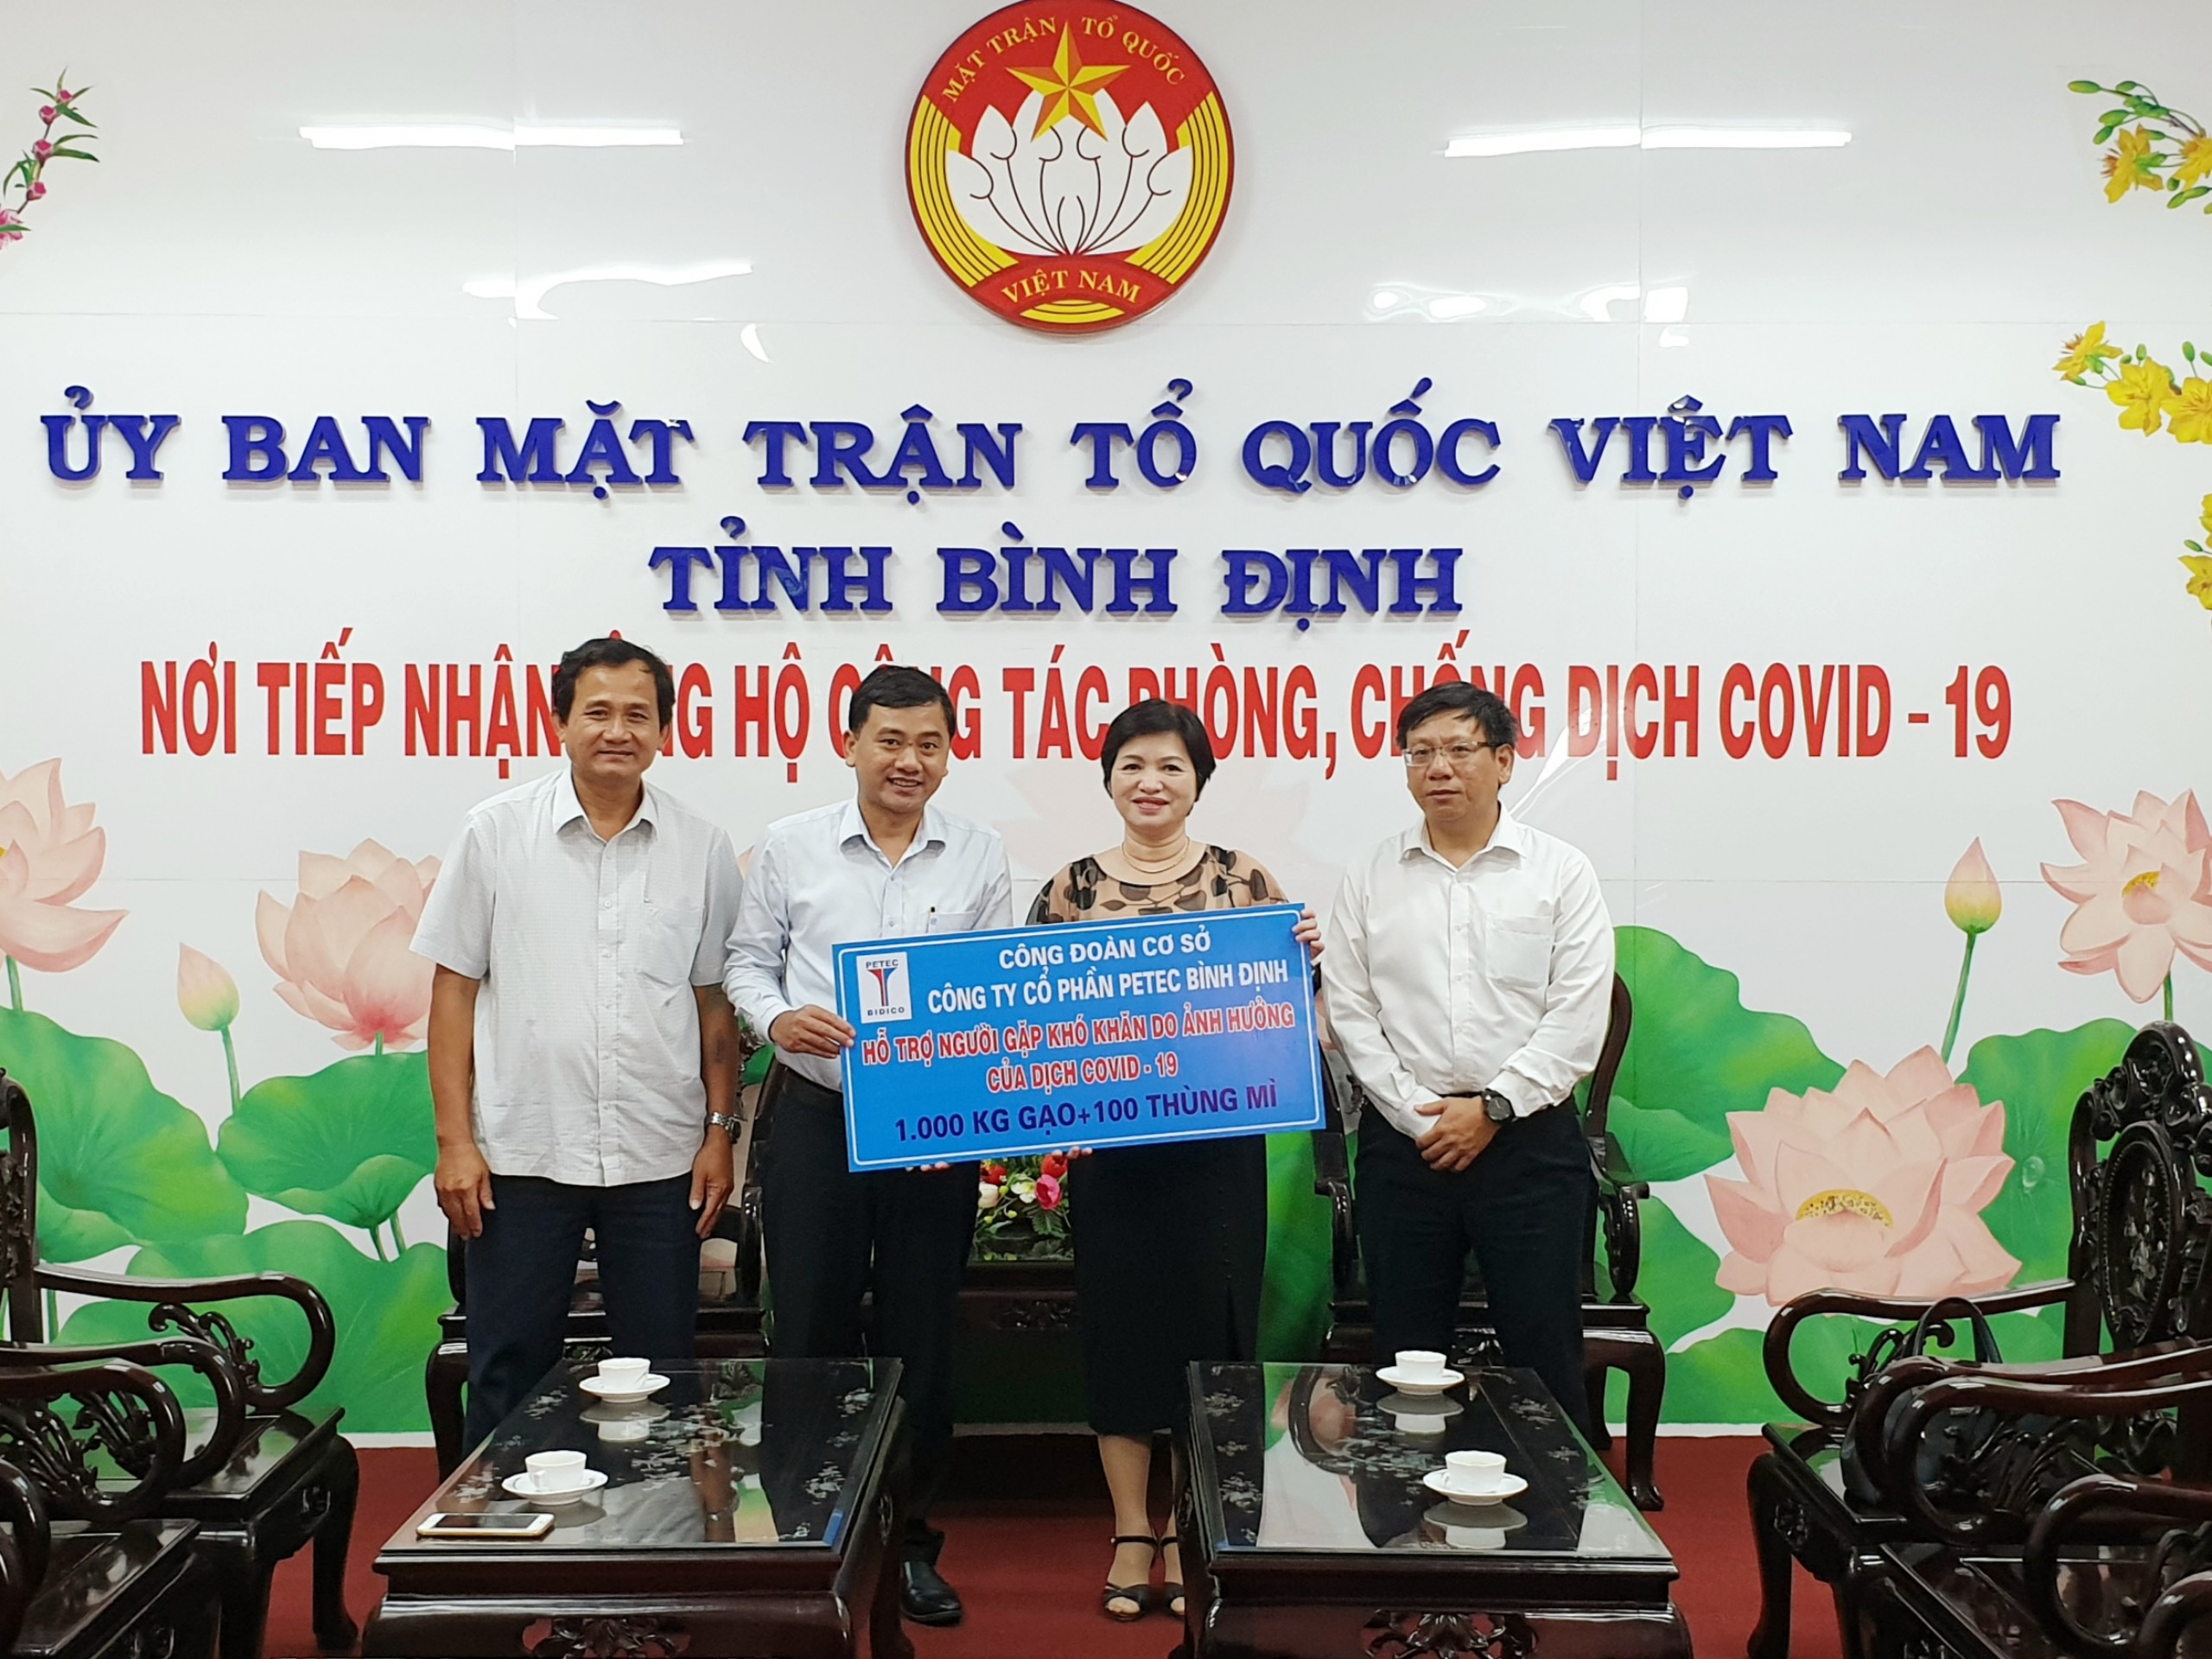 MẶT TRẬN TỔ QUỐC
VIỆT NAM
ỦY BAN MẶT TRẬN TỔ QUỐC VIỆT NAM
TỈNH BÌNH ĐỊNH
NƠI TIẾP NHẬN HỘ CÔNG TÁC PHÒNG, CHỐNG DỊCH COVID - 19
PETEC
BIDICO
CÔNG ĐOÀN CƠ SỞ
CÔNG TY CỔ PHẦN PETEC BÌNH ĐỊNH
HỖ TRỢ NGƯỜI GẶP KHÓ KHĂN DO ẢNH HƯỞNG
CỦA DỊCH COVID - 19
1.000 KG GẠO+100 THÙNG MÌ